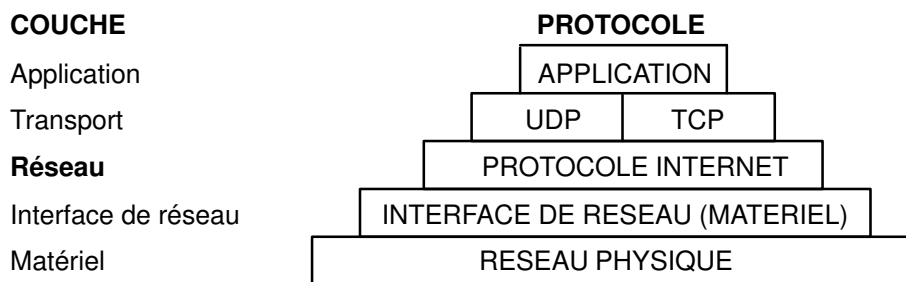 COUCHE PROTOCOLE
Application APPLICATION
Transport UDP TCP
Réseau PROTOCOLE INTERNET
Interface de réseau INTERFACE DE RESEAU (MATERIEL)
Matériel RESEAU PHYSIQUE